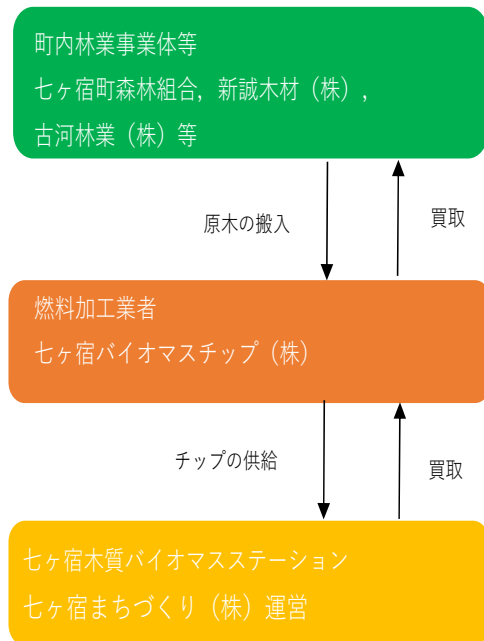 町内林業事業体等
七ヶ宿町森林組合，新誠木材（株），
古河林業（株）等
原木の搬入
買取
燃料加工業者
七ヶ宿バイオマスチップ（株）
チップの供給
買取
七ヶ宿木質バイオマスステーション
七ヶ宿まちづくり（株）運営